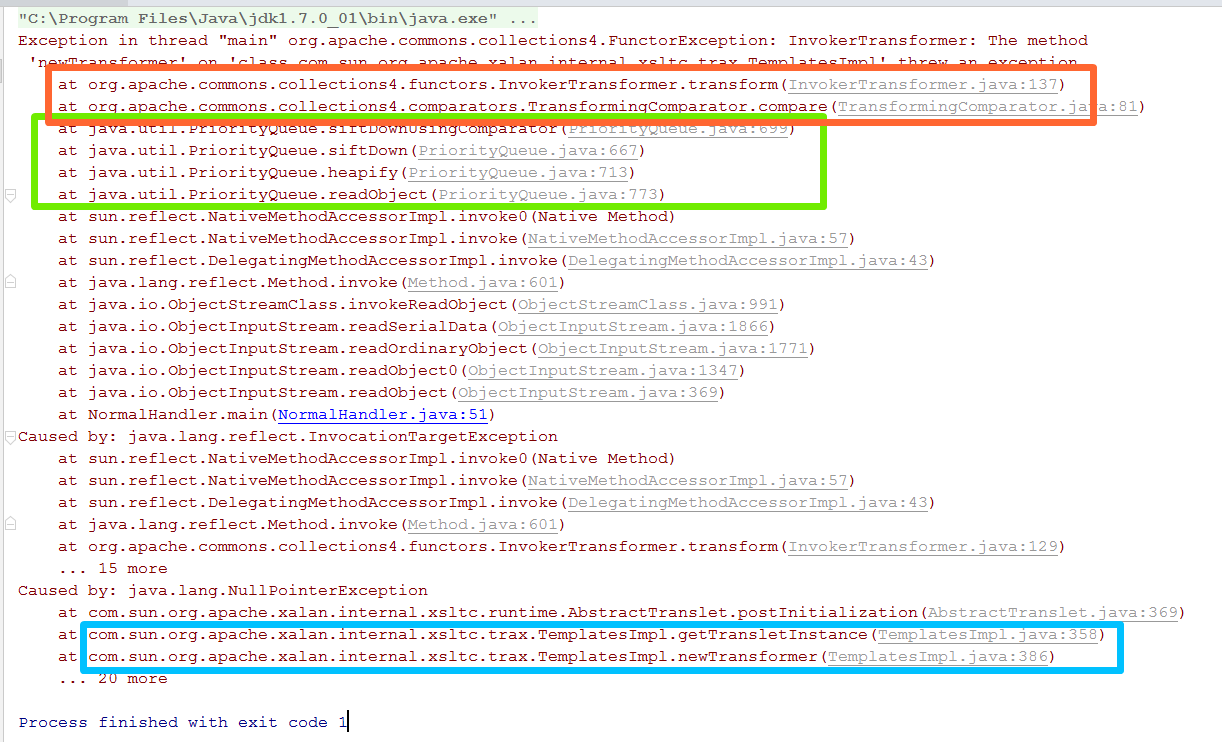 "C:\Program Files\Java\jdk1.7.0_01\bin\java.exe" ...
Exception in thread "main" org.apache.commons.collections4.FunctorException: InvokerTransformer: The method
'newTransformer' on 'class com.sun.org.apache.xalan.internal.xsltc.trax.TemplatesImpl' threw an exception
at org.apache.commons.collections4.functors.InvokerTransformer.transform(InvokerTransformer.java:137)
at org.apache.commons.collections4.comparators.TransformingComparator.compare(TransformingComparator.java:81)
at java.util.PriorityQueue.siftDownUsingComparator(PriorityQueue.java:699)
at java.util.PriorityQueue.siftDown(PriorityQueue.java:667)
at java.util.PriorityQueue.heapify(PriorityQueue.java:713)
at java.util.PriorityQueue.readObject(PriorityQueue.java:773)
at sun.reflect.NativeMethodAccessorImpl.invoke0(Native Method)
at sun.reflect.NativeMethodAccessorImpl.invoke(NativeMethodAccessorImpl.java:57)
at sun.reflect.DelegatingMethodAccessorImpl.invoke(DelegatingMethodAccessorImpl.java:43)
at java.lang.reflect.Method.invoke(Method.java:601)
at java.io.ObjectStreamClass.invokeReadObject(ObjectStreamClass.java:991)
at java.io.ObjectInputStream.readSerialData(ObjectInputStream.java:1866)
at java.io.ObjectInputStream.readOrdinaryObject(ObjectInputStream.java:1771)
at java.io.ObjectInputStream.readObject0(ObjectInputStream.java:1347)
at java.io.ObjectInputStream.readObject(ObjectInputStream.java:369)
at NormalHandler.main(NormalHandler.java:51)
Caused by: java.lang.reflect.InvocationTargetException
at sun.reflect.NativeMethodAccessorImpl.invoke0(Native Method)
at sun.reflect.NativeMethodAccessorImpl.invoke(NativeMethodAccessorImpl.java:57)
at sun.reflect.DelegatingMethodAccessorImpl.invoke(DelegatingMethodAccessorImpl.java:43)
at java.lang.reflect.Method.invoke(Method.java:601)
at org.apache.commons.collections4.functors.InvokerTransformer.transform(InvokerTransformer.java:129)
... 15 more
Caused by: java.lang.NullPointerException
at com.sun.org.apache.xalan.internal.xsltc.runtime.AbstractTranslet.postInitialization(AbstractTranslet.java:369)
at com.sun.org.apache.xalan.internal.xsltc.trax.TemplatesImpl.getTransletInstance(TemplatesImpl.java:358)
at com.sun.org.apache.xalan.internal.xsltc.trax.TemplatesImpl.newTransformer(TemplatesImpl.java:386)
... 20 more
Process finished with exit code 1